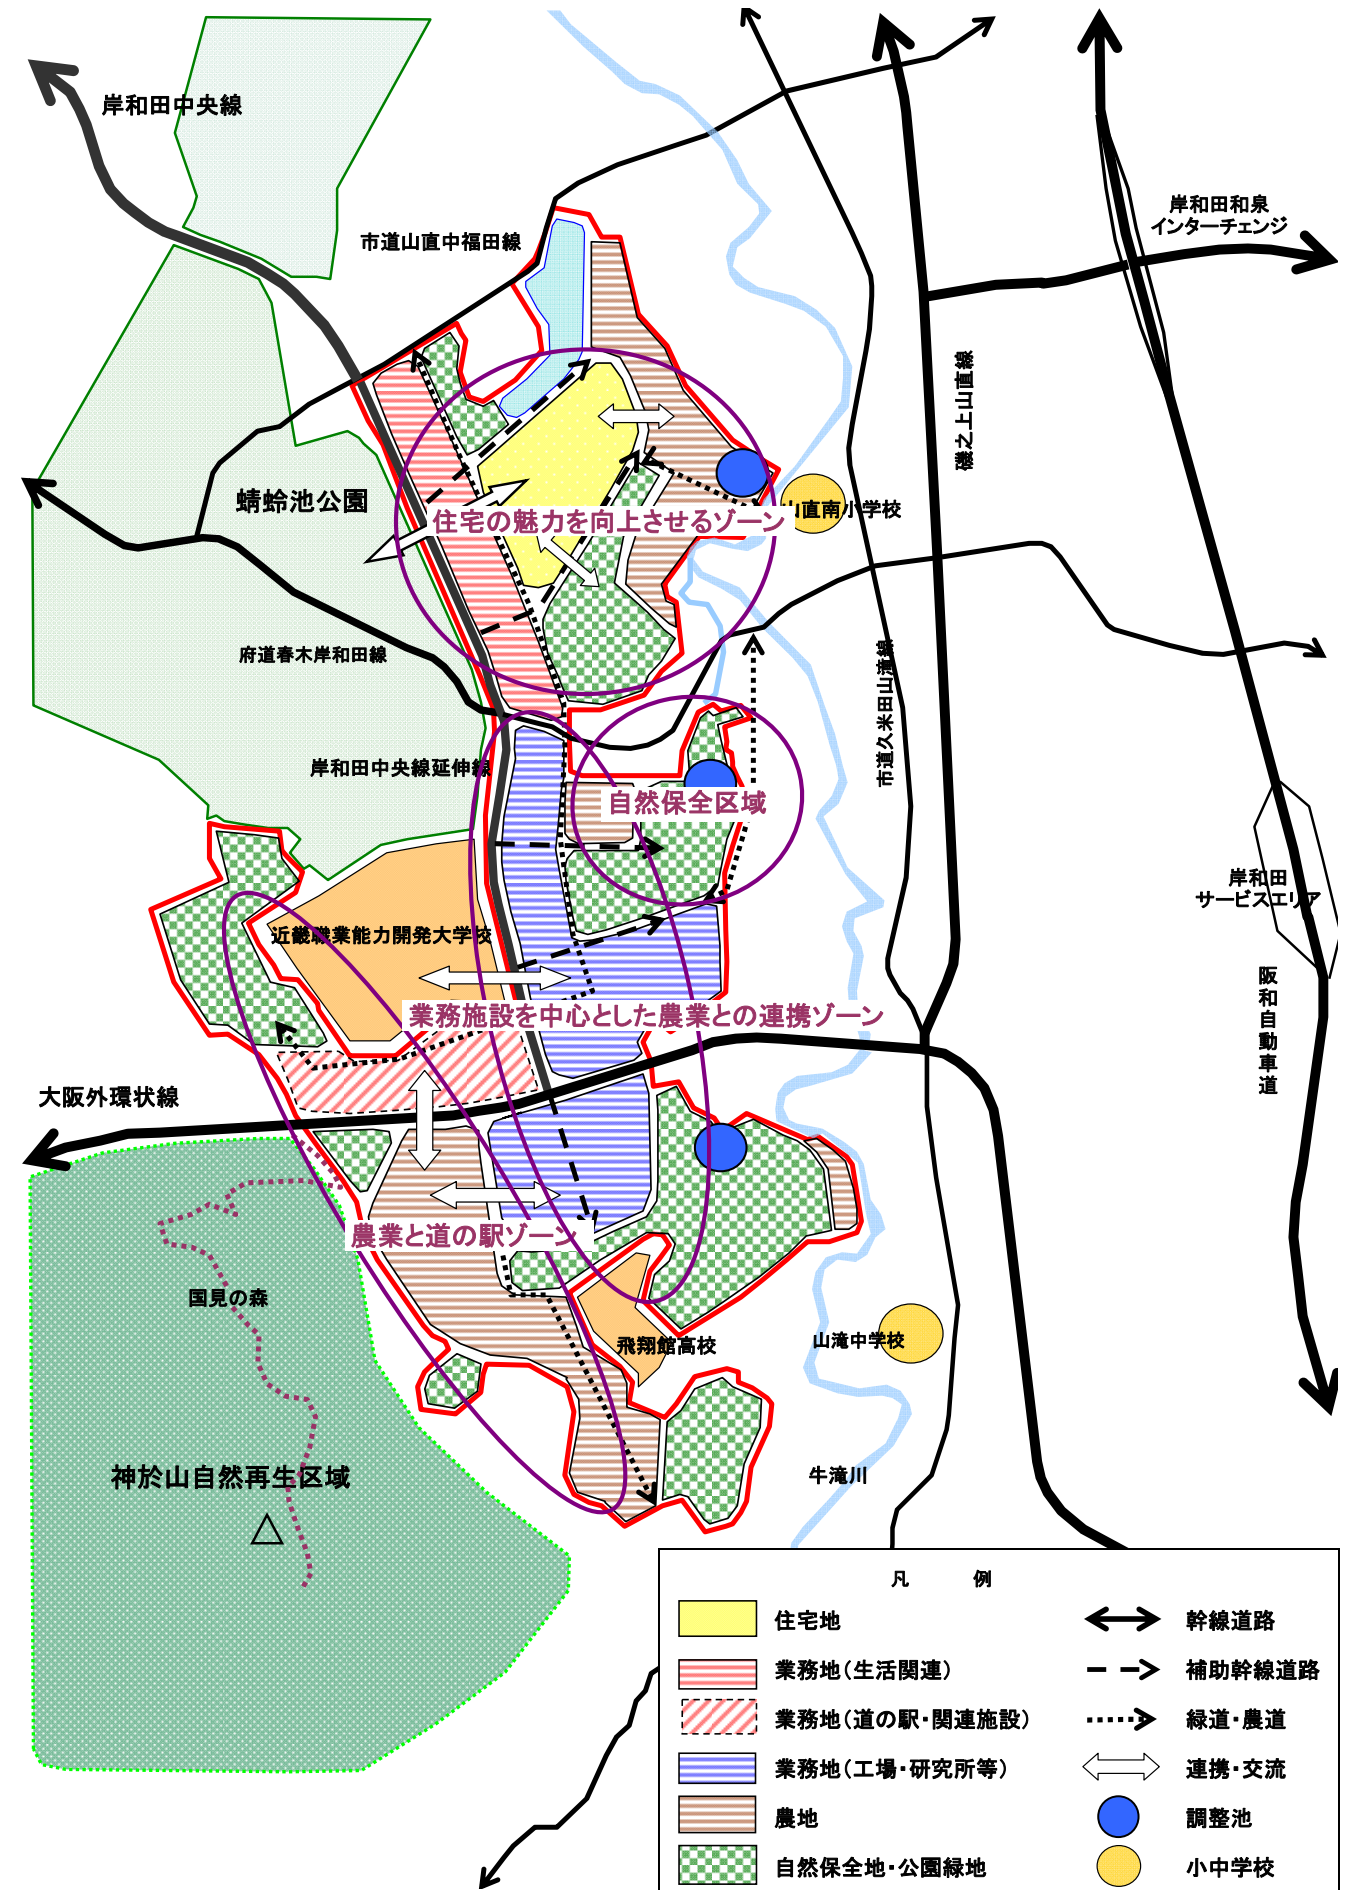 岸和田中央線
市道山直中福田線
岸和田和泉
インターチェンジ
磯之上山直線
蜻蛉池公園
住宅の魅力を向上させるゾーン
山直南小学校
府道春木岸和田線
市道久米田山滝線
岸和田中央線延伸線
自然保全区域
岸和田
サービスエリア
近畿職業能力開発大学校
業務施設を中心とした農業との連携ゾーン
阪和自動車道
大阪外環状線
農業と道の駅ゾーン
国見の森
飛翔館高校
山滝中学校
神於山自然再生区域
牛滝川
凡 例
住宅地
幹線道路
業務地(生活関連)
補助幹線道路
業務地(道の駅・関連施設)
緑道・農道
業務地(工場・研究所等)
連携・交流
農地
調整池
自然保全地・公園緑地
小中学校